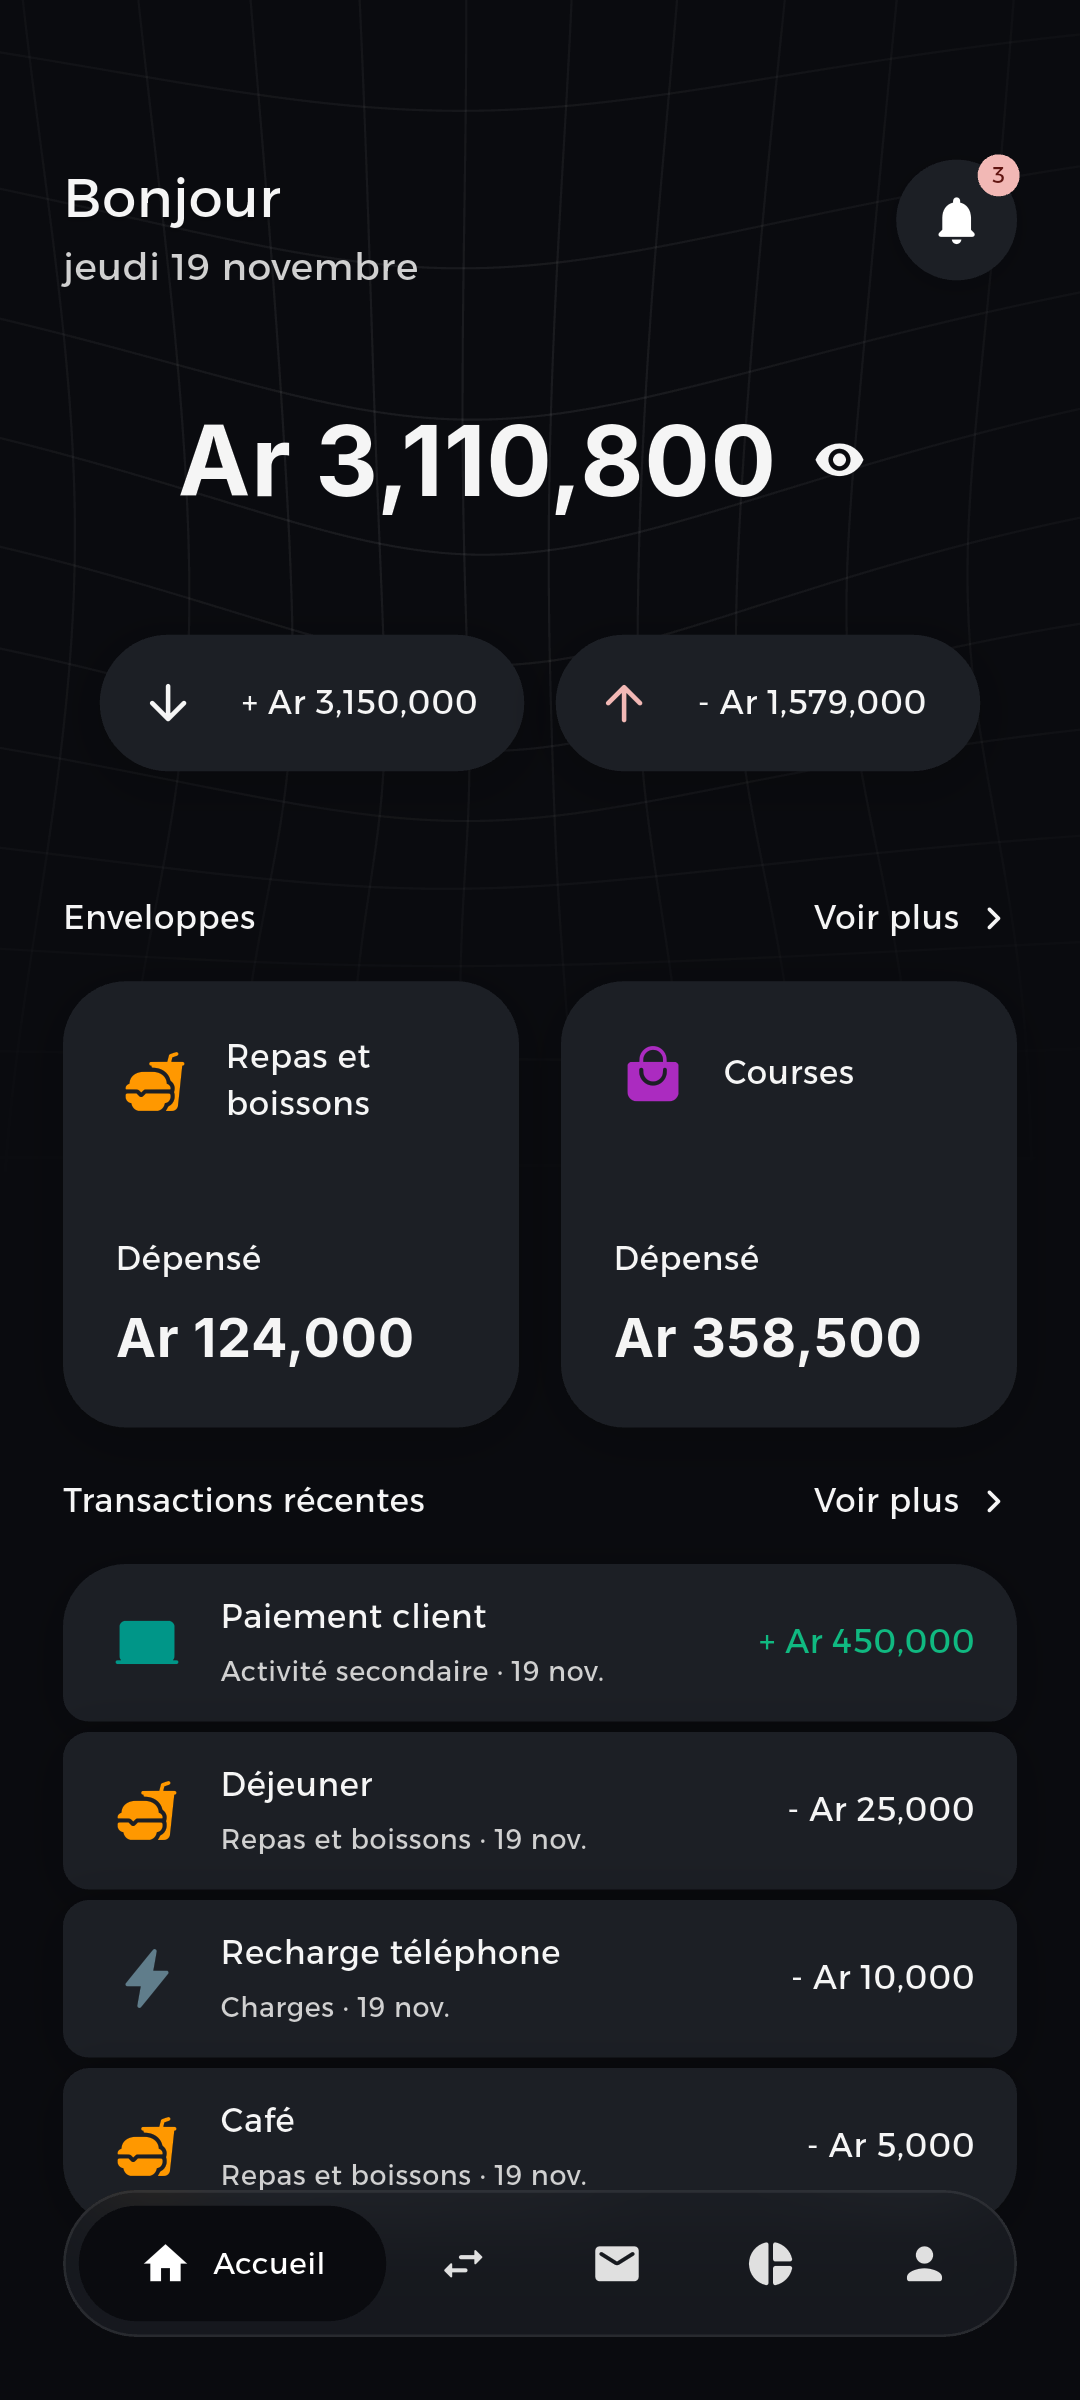 Bonjour
3
jeudi 19 novembre
Ar 3,110,800
+ Ar 3,150,000
- Ar 1,579,000
Enveloppes
Voir plus
Repas et
boissons
Dépensé
Ar 124,000
Courses
Dépensé
Ar 358,500
Transactions récentes
Voir plus
Paiement client
Activité secondaire · 19 nov.
+ Ar 450,000
Déjeuner
Repas et boissons · 19 nov.
- Ar 25,000
Recharge téléphone
Charges · 19 nov.
- Ar 10,000
Café
Repas et boissons · 19 nov.
- Ar 5,000
Accueil